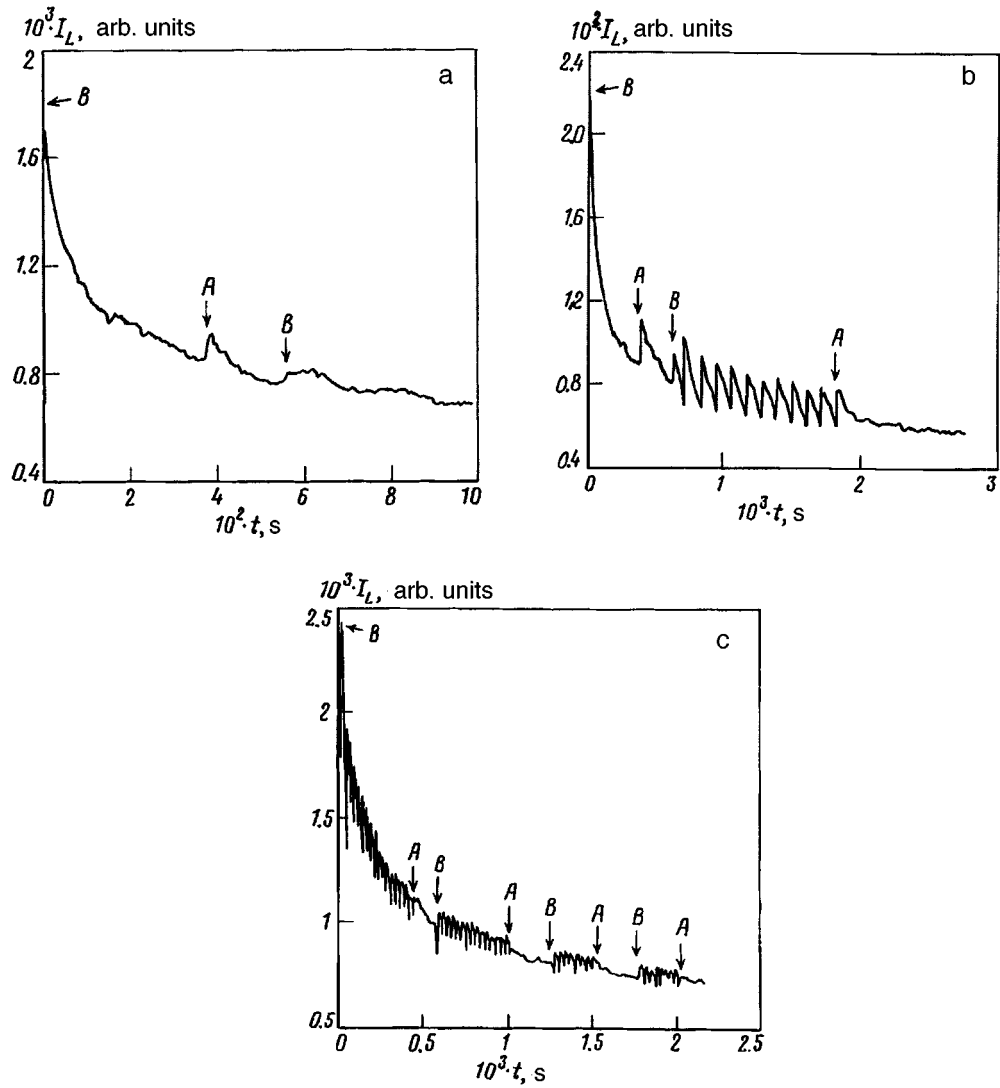 10³·I_L, arb. units
a
2
1.6
1.2
0.8
0.4
B
A
B
0 2 4 6 8 10
10²·t, s
10²·I_L, arb. units
b
2.4
2.0
1.6
1.2
0.8
0.4
B
A
B
A
0 1 2 3
10³·t, s
10³·I_L, arb. units
c
2.5
2
1.5
1
0.5
B
A
B
A
B
A
B
A
0 0.5 1 1.5 2 2.5
10³·t, s